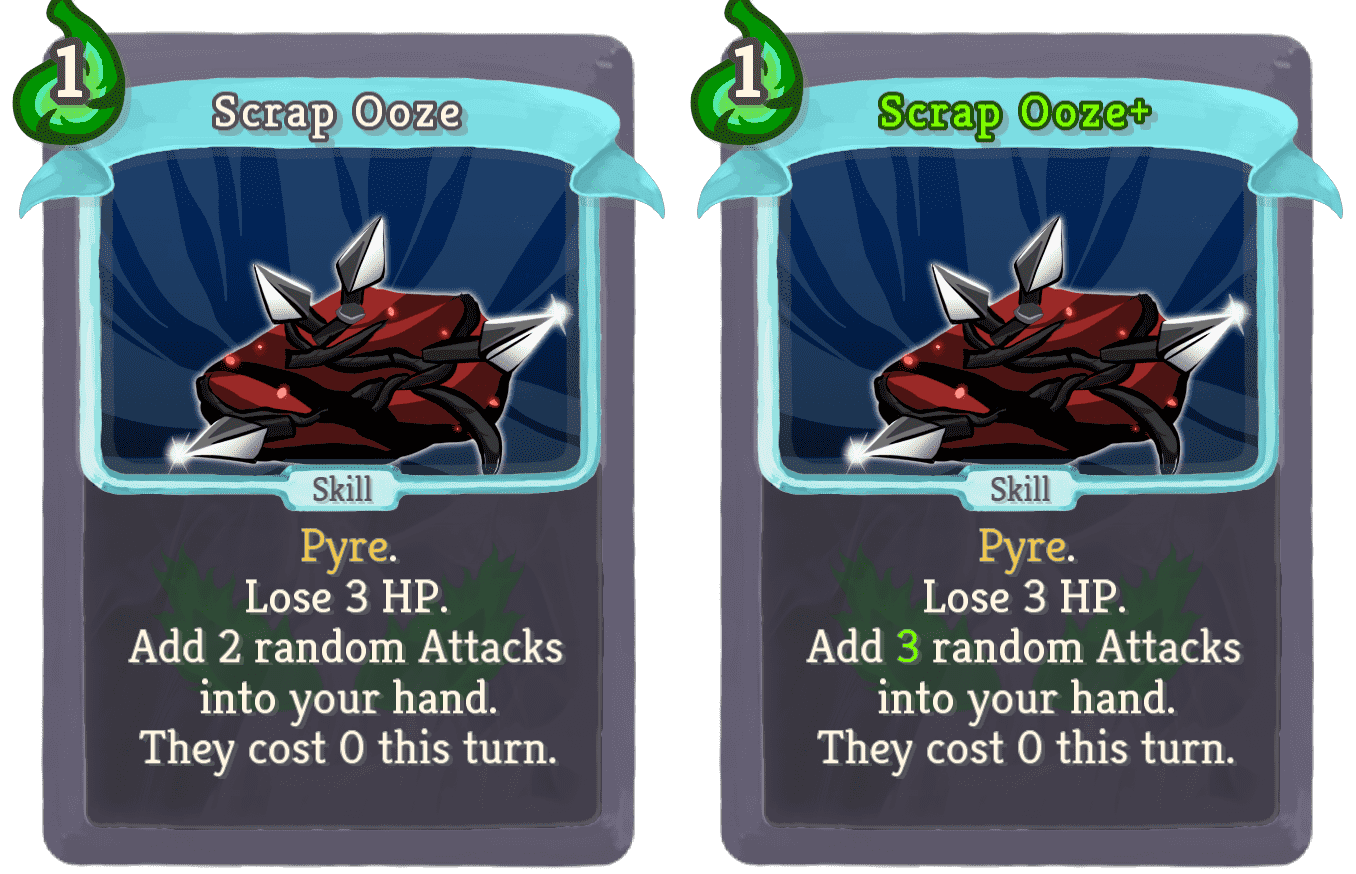 1
Scrap Ooze
Skill
Pyre.
Lose 3 HP.
Add 2 random Attacks
into your hand.
They cost 0 this turn.
1
Scrap Ooze+
Skill
Pyre.
Lose 3 HP.
Add 3 random Attacks
into your hand.
They cost 0 this turn.